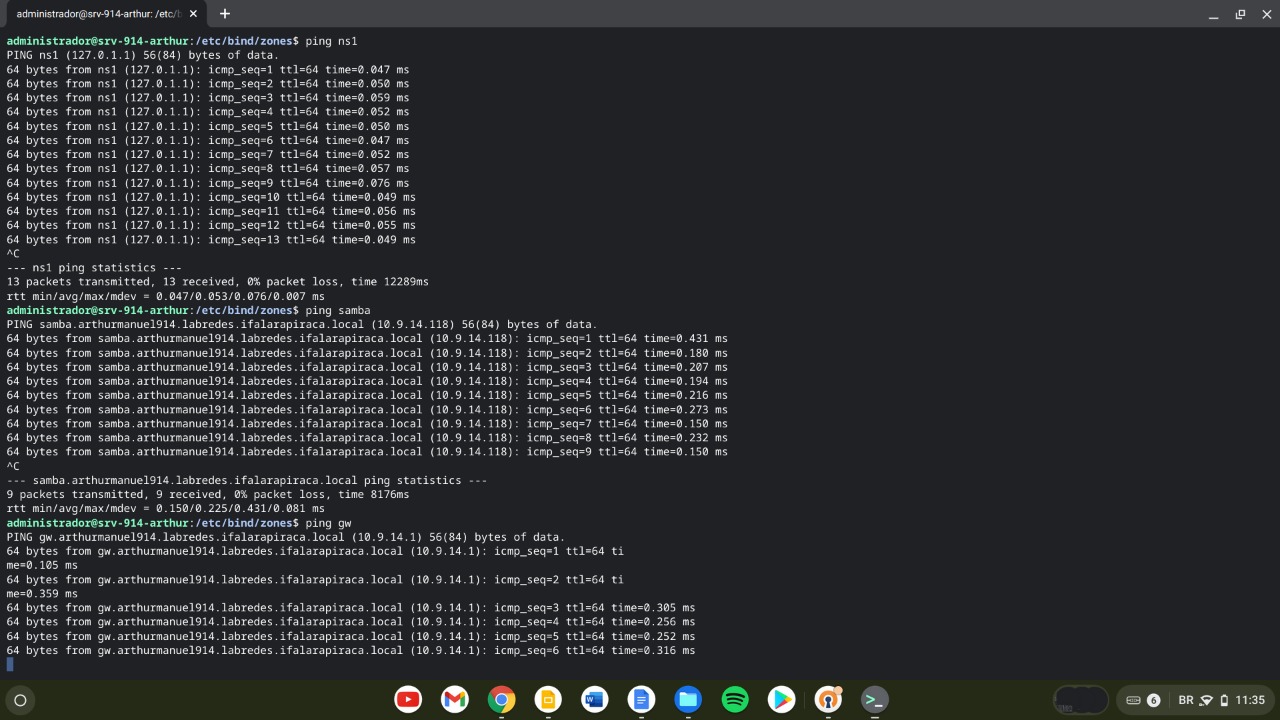 administrador@srv-914-arthur: /etc/b
administrador@srv-914-arthur:/etc/bind/zones$ ping ns1
PING ns1 (127.0.1.1) 56(84) bytes of data.
64 bytes from ns1 (127.0.1.1): icmp_seq=1 ttl=64 time=0.047 ms
64 bytes from ns1 (127.0.1.1): icmp_seq=2 ttl=64 time=0.050 ms
64 bytes from ns1 (127.0.1.1): icmp_seq=3 ttl=64 time=0.059 ms
64 bytes from ns1 (127.0.1.1): icmp_seq=4 ttl=64 time=0.052 ms
64 bytes from ns1 (127.0.1.1): icmp_seq=5 ttl=64 time=0.050 ms
64 bytes from ns1 (127.0.1.1): icmp_seq=6 ttl=64 time=0.047 ms
64 bytes from ns1 (127.0.1.1): icmp_seq=7 ttl=64 time=0.052 ms
64 bytes from ns1 (127.0.1.1): icmp_seq=8 ttl=64 time=0.057 ms
64 bytes from ns1 (127.0.1.1): icmp_seq=9 ttl=64 time=0.076 ms
64 bytes from ns1 (127.0.1.1): icmp_seq=10 ttl=64 time=0.049 ms
64 bytes from ns1 (127.0.1.1): icmp_seq=11 ttl=64 time=0.056 ms
64 bytes from ns1 (127.0.1.1): icmp_seq=12 ttl=64 time=0.055 ms
64 bytes from ns1 (127.0.1.1): icmp_seq=13 ttl=64 time=0.049 ms
^C
--- ns1 ping statistics ---
13 packets transmitted, 13 received, 0% packet loss, time 12289ms
rtt min/avg/max/mdev = 0.047/0.053/0.076/0.007 ms
administrador@srv-914-arthur:/etc/bind/zones$ ping samba
PING samba.arthurmanuel914.labredes.ifalarapiraca.local (10.9.14.118) 56(84) bytes of data.
64 bytes from samba.arthurmanuel914.labredes.ifalarapiraca.local (10.9.14.118): icmp_seq=1 ttl=64 time=0.431 ms
64 bytes from samba.arthurmanuel914.labredes.ifalarapiraca.local (10.9.14.118): icmp_seq=2 ttl=64 time=0.180 ms
64 bytes from samba.arthurmanuel914.labredes.ifalarapiraca.local (10.9.14.118): icmp_seq=3 ttl=64 time=0.207 ms
64 bytes from samba.arthurmanuel914.labredes.ifalarapiraca.local (10.9.14.118): icmp_seq=4 ttl=64 time=0.194 ms
64 bytes from samba.arthurmanuel914.labredes.ifalarapiraca.local (10.9.14.118): icmp_seq=5 ttl=64 time=0.216 ms
64 bytes from samba.arthurmanuel914.labredes.ifalarapiraca.local (10.9.14.118): icmp_seq=6 ttl=64 time=0.273 ms
64 bytes from samba.arthurmanuel914.labredes.ifalarapiraca.local (10.9.14.118): icmp_seq=7 ttl=64 time=0.150 ms
64 bytes from samba.arthurmanuel914.labredes.ifalarapiraca.local (10.9.14.118): icmp_seq=8 ttl=64 time=0.232 ms
64 bytes from samba.arthurmanuel914.labredes.ifalarapiraca.local (10.9.14.118): icmp_seq=9 ttl=64 time=0.150 ms
^C
--- samba.arthurmanuel914.labredes.ifalarapiraca.local ping statistics ---
9 packets transmitted, 9 received, 0% packet loss, time 8176ms
rtt min/avg/max/mdev = 0.150/0.225/0.431/0.081 ms
administrador@srv-914-arthur:/etc/bind/zones$ ping gw
PING gw.arthurmanuel914.labredes.ifalarapiraca.local (10.9.14.1) 56(84) bytes of data.
64 bytes from gw.arthurmanuel914.labredes.ifalarapiraca.local (10.9.14.1): icmp_seq=1 ttl=64 ti
me=0.105 ms
64 bytes from gw.arthurmanuel914.labredes.ifalarapiraca.local (10.9.14.1): icmp_seq=2 ttl=64 ti
me=0.359 ms
64 bytes from gw.arthurmanuel914.labredes.ifalarapiraca.local (10.9.14.1): icmp_seq=3 ttl=64 time=0.305 ms
64 bytes from gw.arthurmanuel914.labredes.ifalarapiraca.local (10.9.14.1): icmp_seq=4 ttl=64 time=0.256 ms
64 bytes from gw.arthurmanuel914.labredes.ifalarapiraca.local (10.9.14.1): icmp_seq=5 ttl=64 time=0.252 ms
64 bytes from gw.arthurmanuel914.labredes.ifalarapiraca.local (10.9.14.1): icmp_seq=6 ttl=64 time=0.316 ms
6 BR 11:35